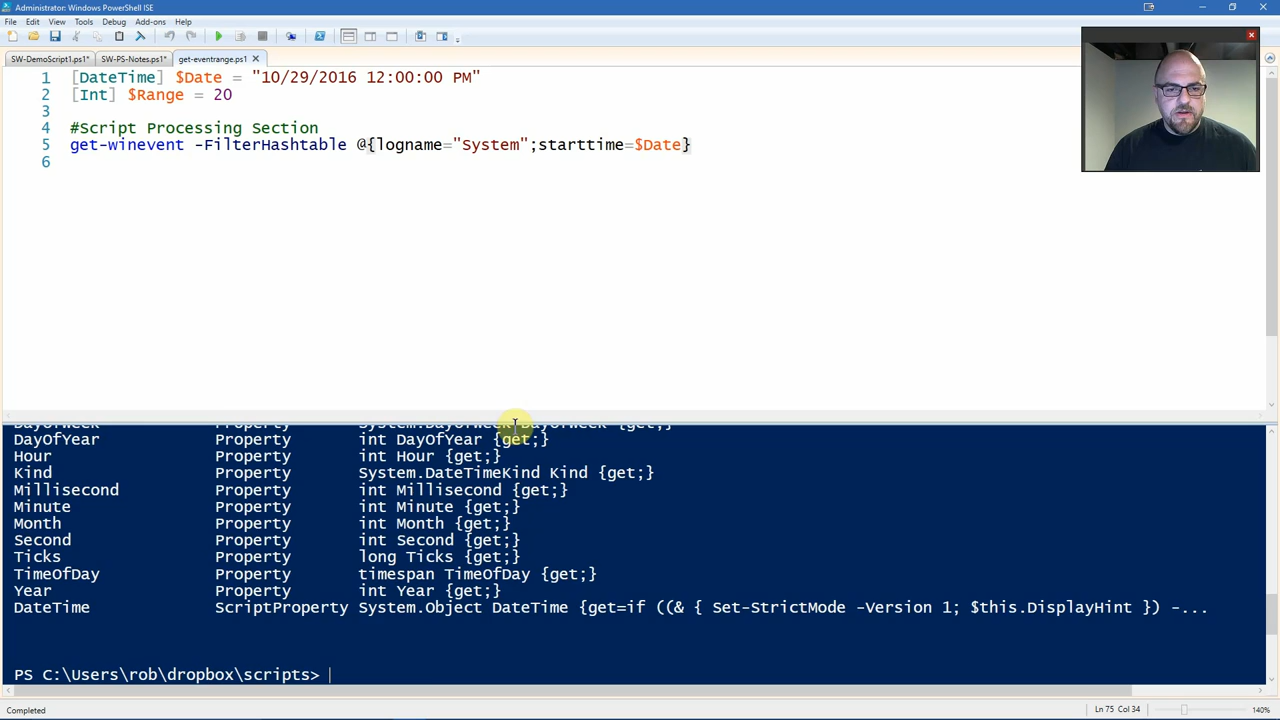 Administrator: Windows PowerShell ISE
File Edit View Tools Debug Add-ons Help
SW-DemoScript1.ps1* SW-PS-Notes.ps1* get-eventrange.ps1
1 [DateTime] $Date = "10/29/2016 12:00:00 PM"
2 [Int] $Range = 20
3
4 #Script Processing Section
5 get-winevent -FilterHashtable @{logname="System";starttime=$Date}
6
DayOfWeek Property System.DayOfWeek DayOfWeek {get;}
DayOfYear Property int DayOfYear {get;}
Hour Property int Hour {get;}
Kind Property System.DateTimeKind Kind {get;}
Millisecond Property int Millisecond {get;}
Minute Property int Minute {get;}
Month Property int Month {get;}
Second Property int Second {get;}
Ticks Property long Ticks {get;}
TimeOfDay Property timespan TimeOfDay {get;}
Year Property int Year {get;}
DateTime ScriptProperty System.Object DateTime {get=if ((& { Set-StrictMode -Version 1; $this.DisplayHint }) -...
PS C:\Users\rob\dropbox\scripts>
Completed Ln 75 Col 34 140%